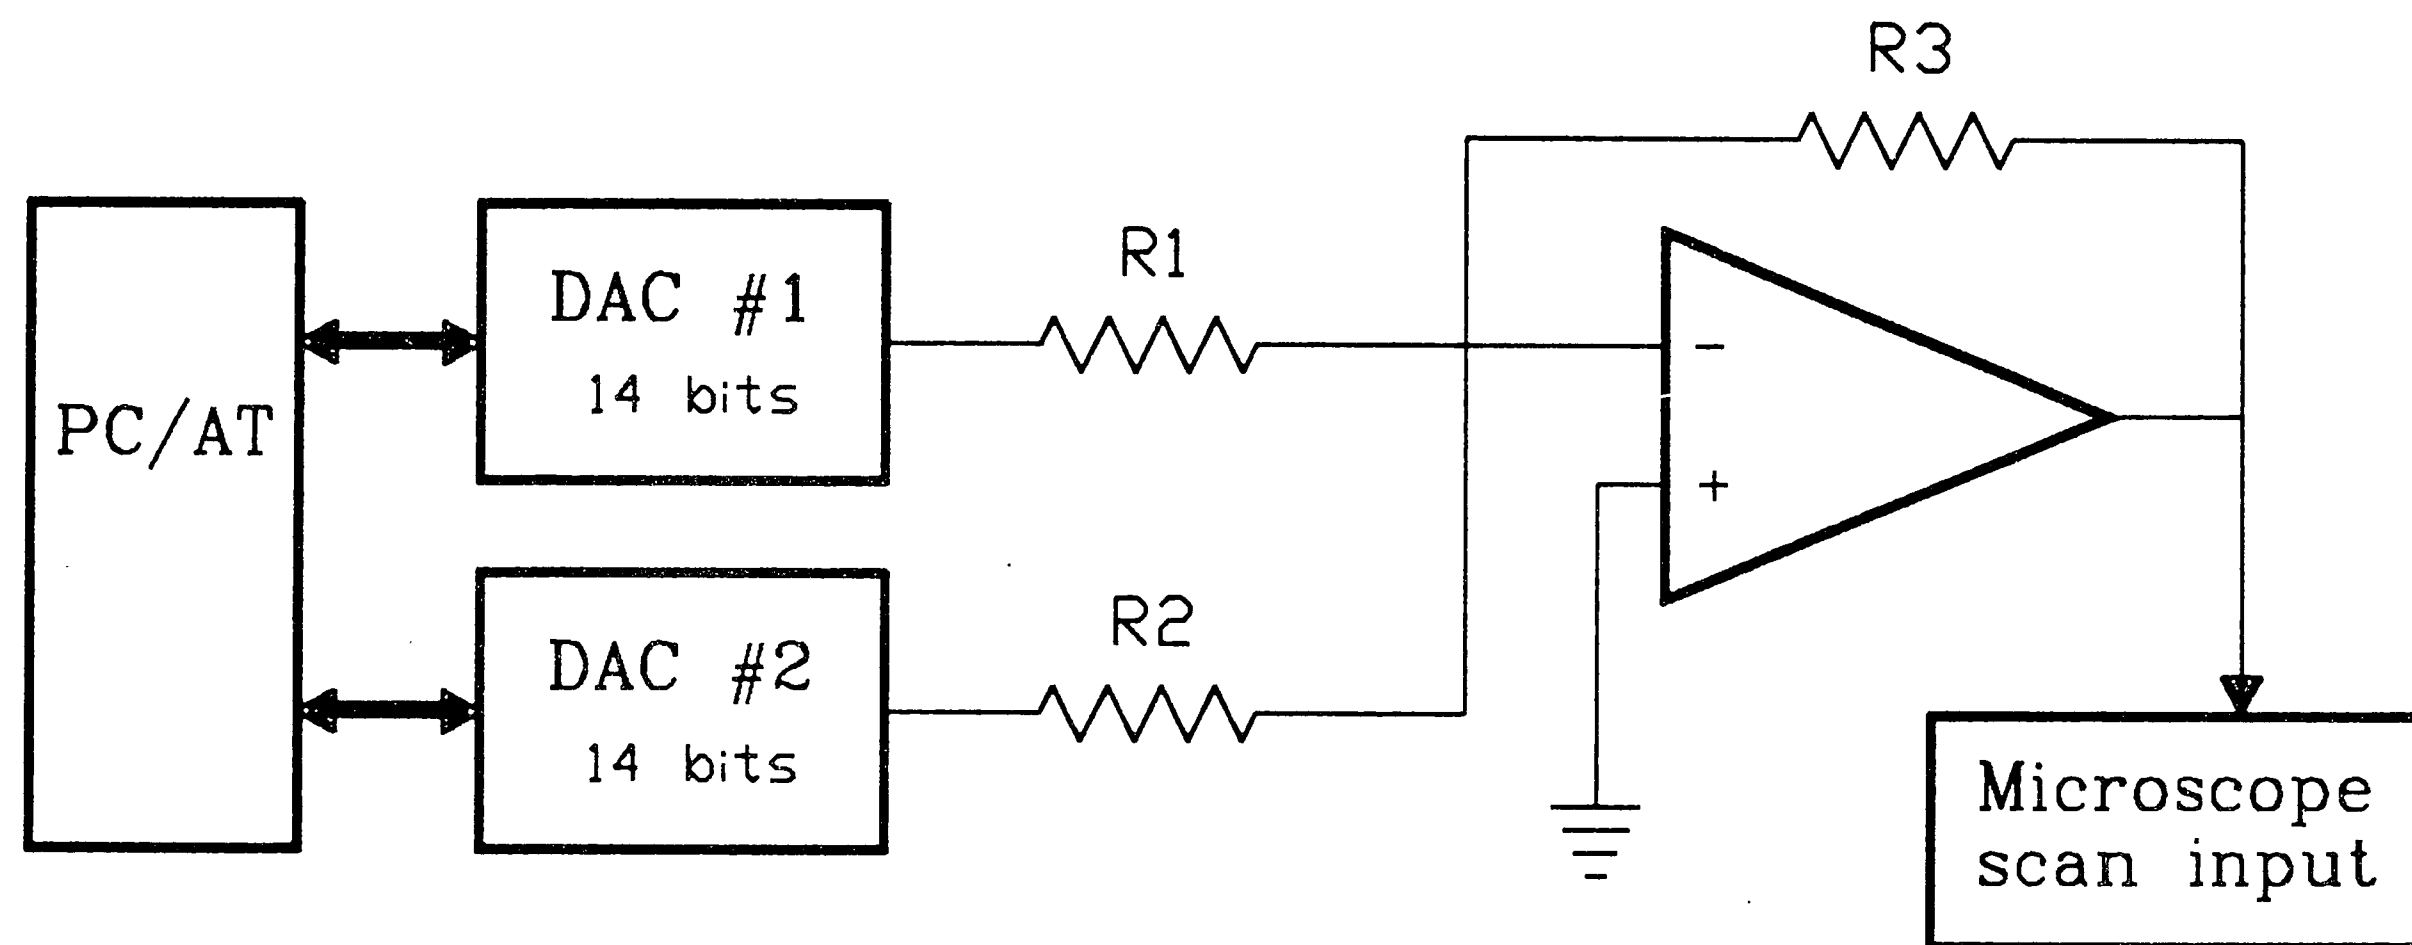 PC/AT
DAC #1
14 bits
DAC #2
14 bits
R1
R2
R3
-
+
Microscope
scan input